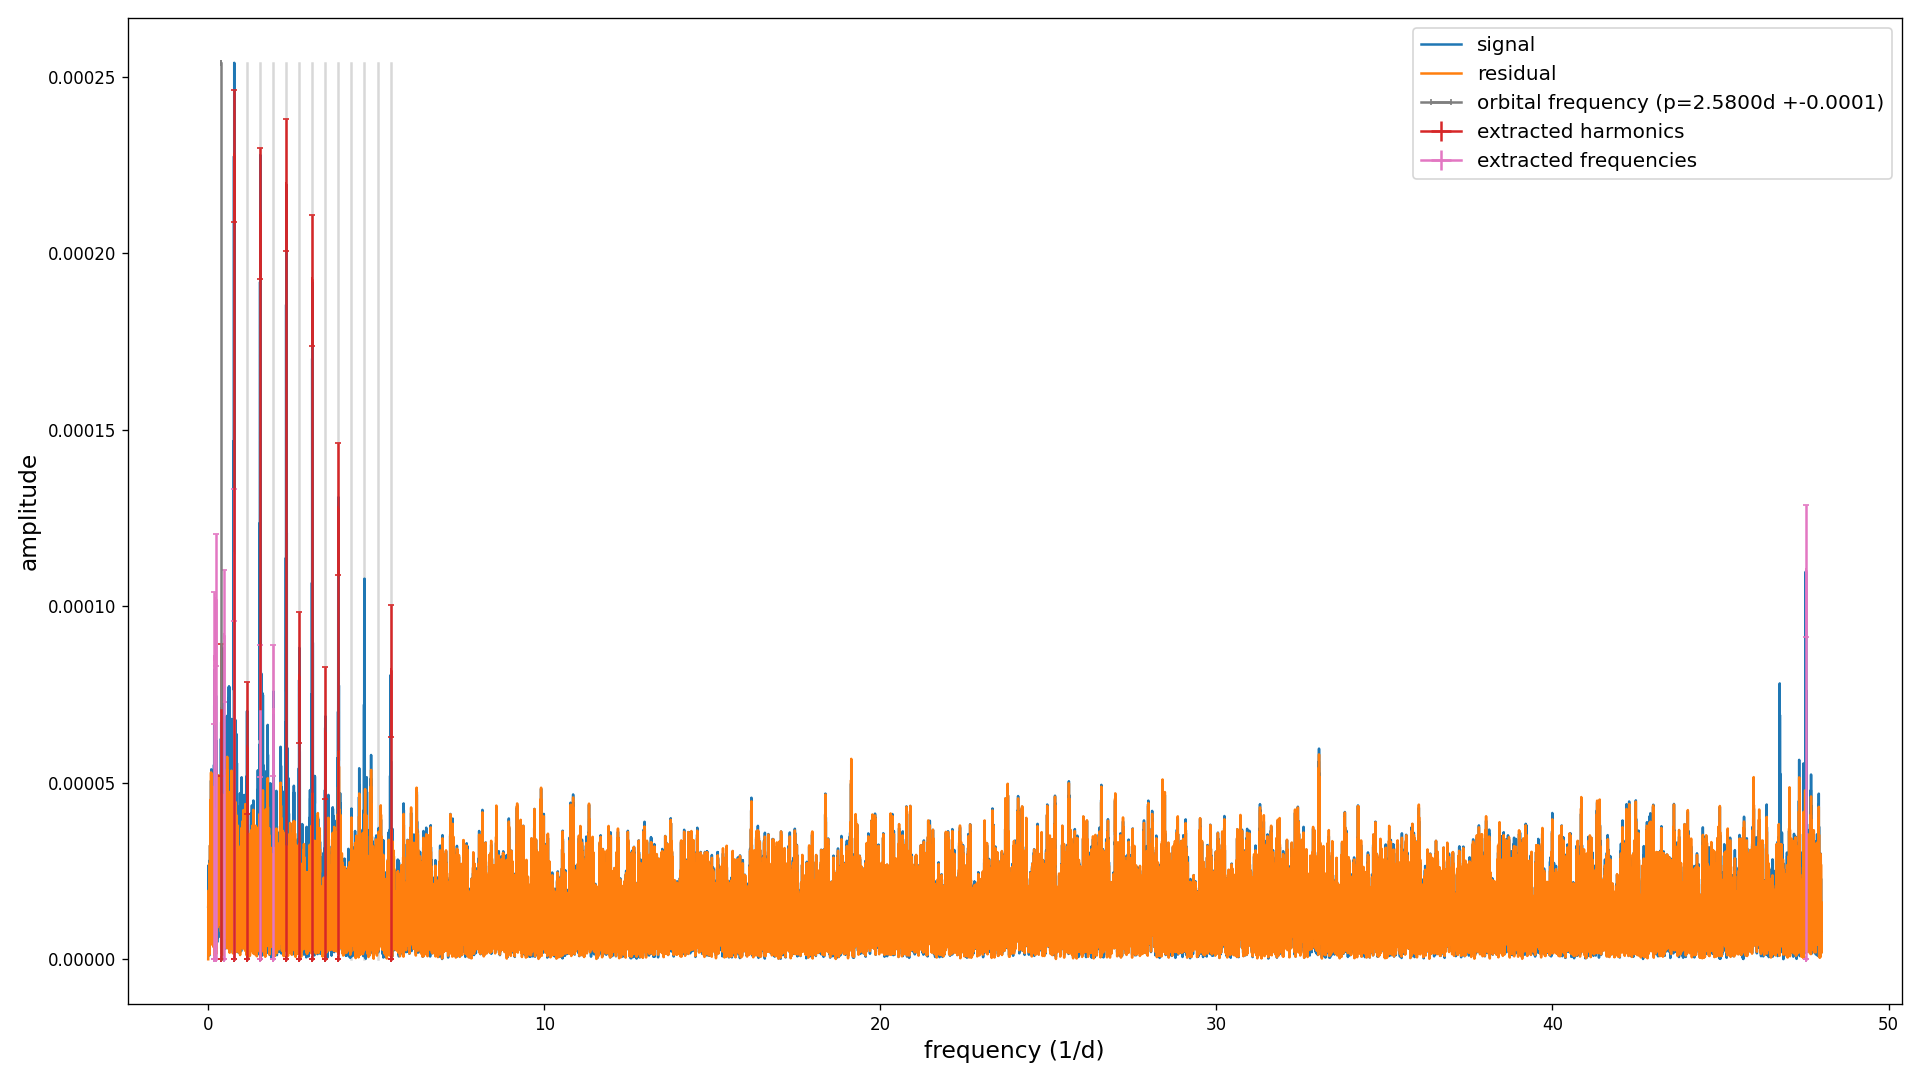 signal
residual
orbital frequency (p=2.5800d +-0.0001)
extracted harmonics
extracted frequencies
0.00025
0.00020
0.00015
0.00010
0.00005
0.00000
amplitude
0 10 20 30 40 50
frequency (1/d)